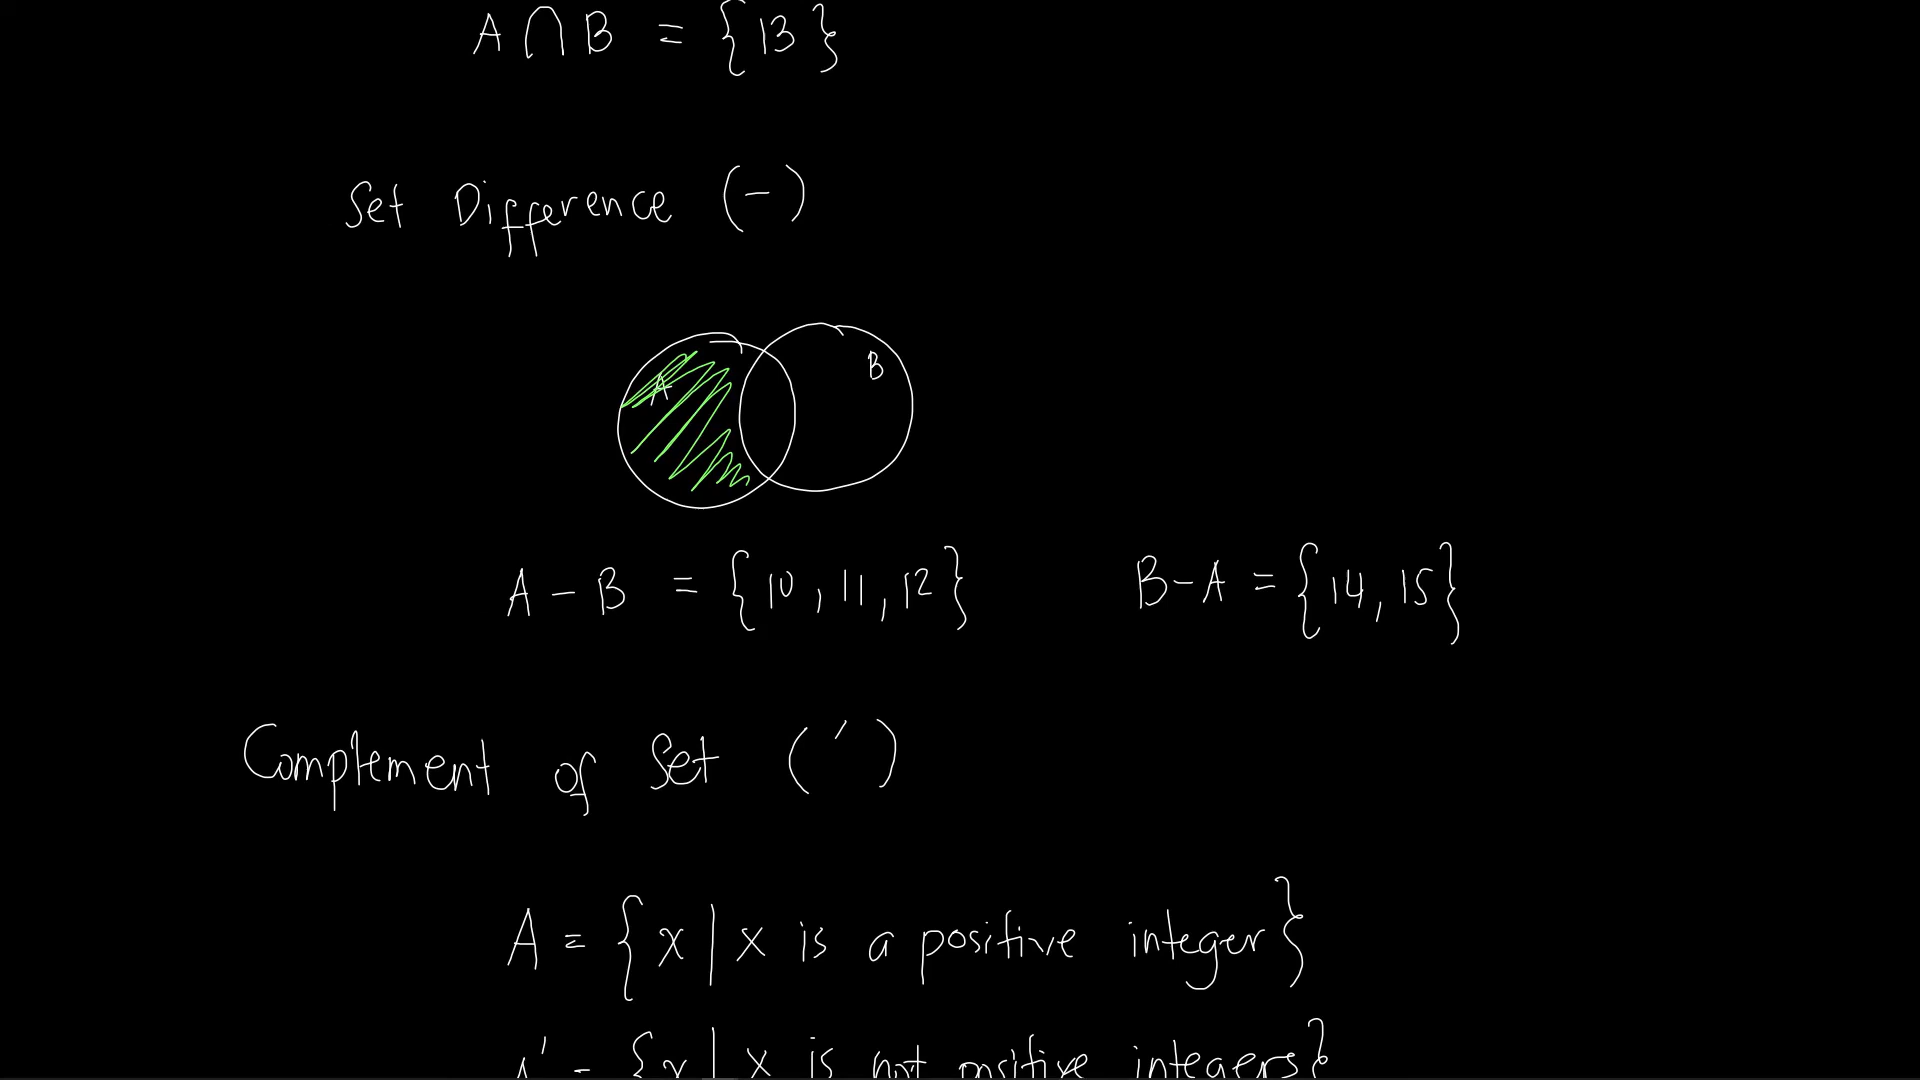 A ∩ B = {13}
Set Difference (-)
A B
A - B = {10, 11, 12} B - A = {14, 15}
Complement of Set (')
A = {x | x is a positive integer}
A' = {x | x is not positive integers}